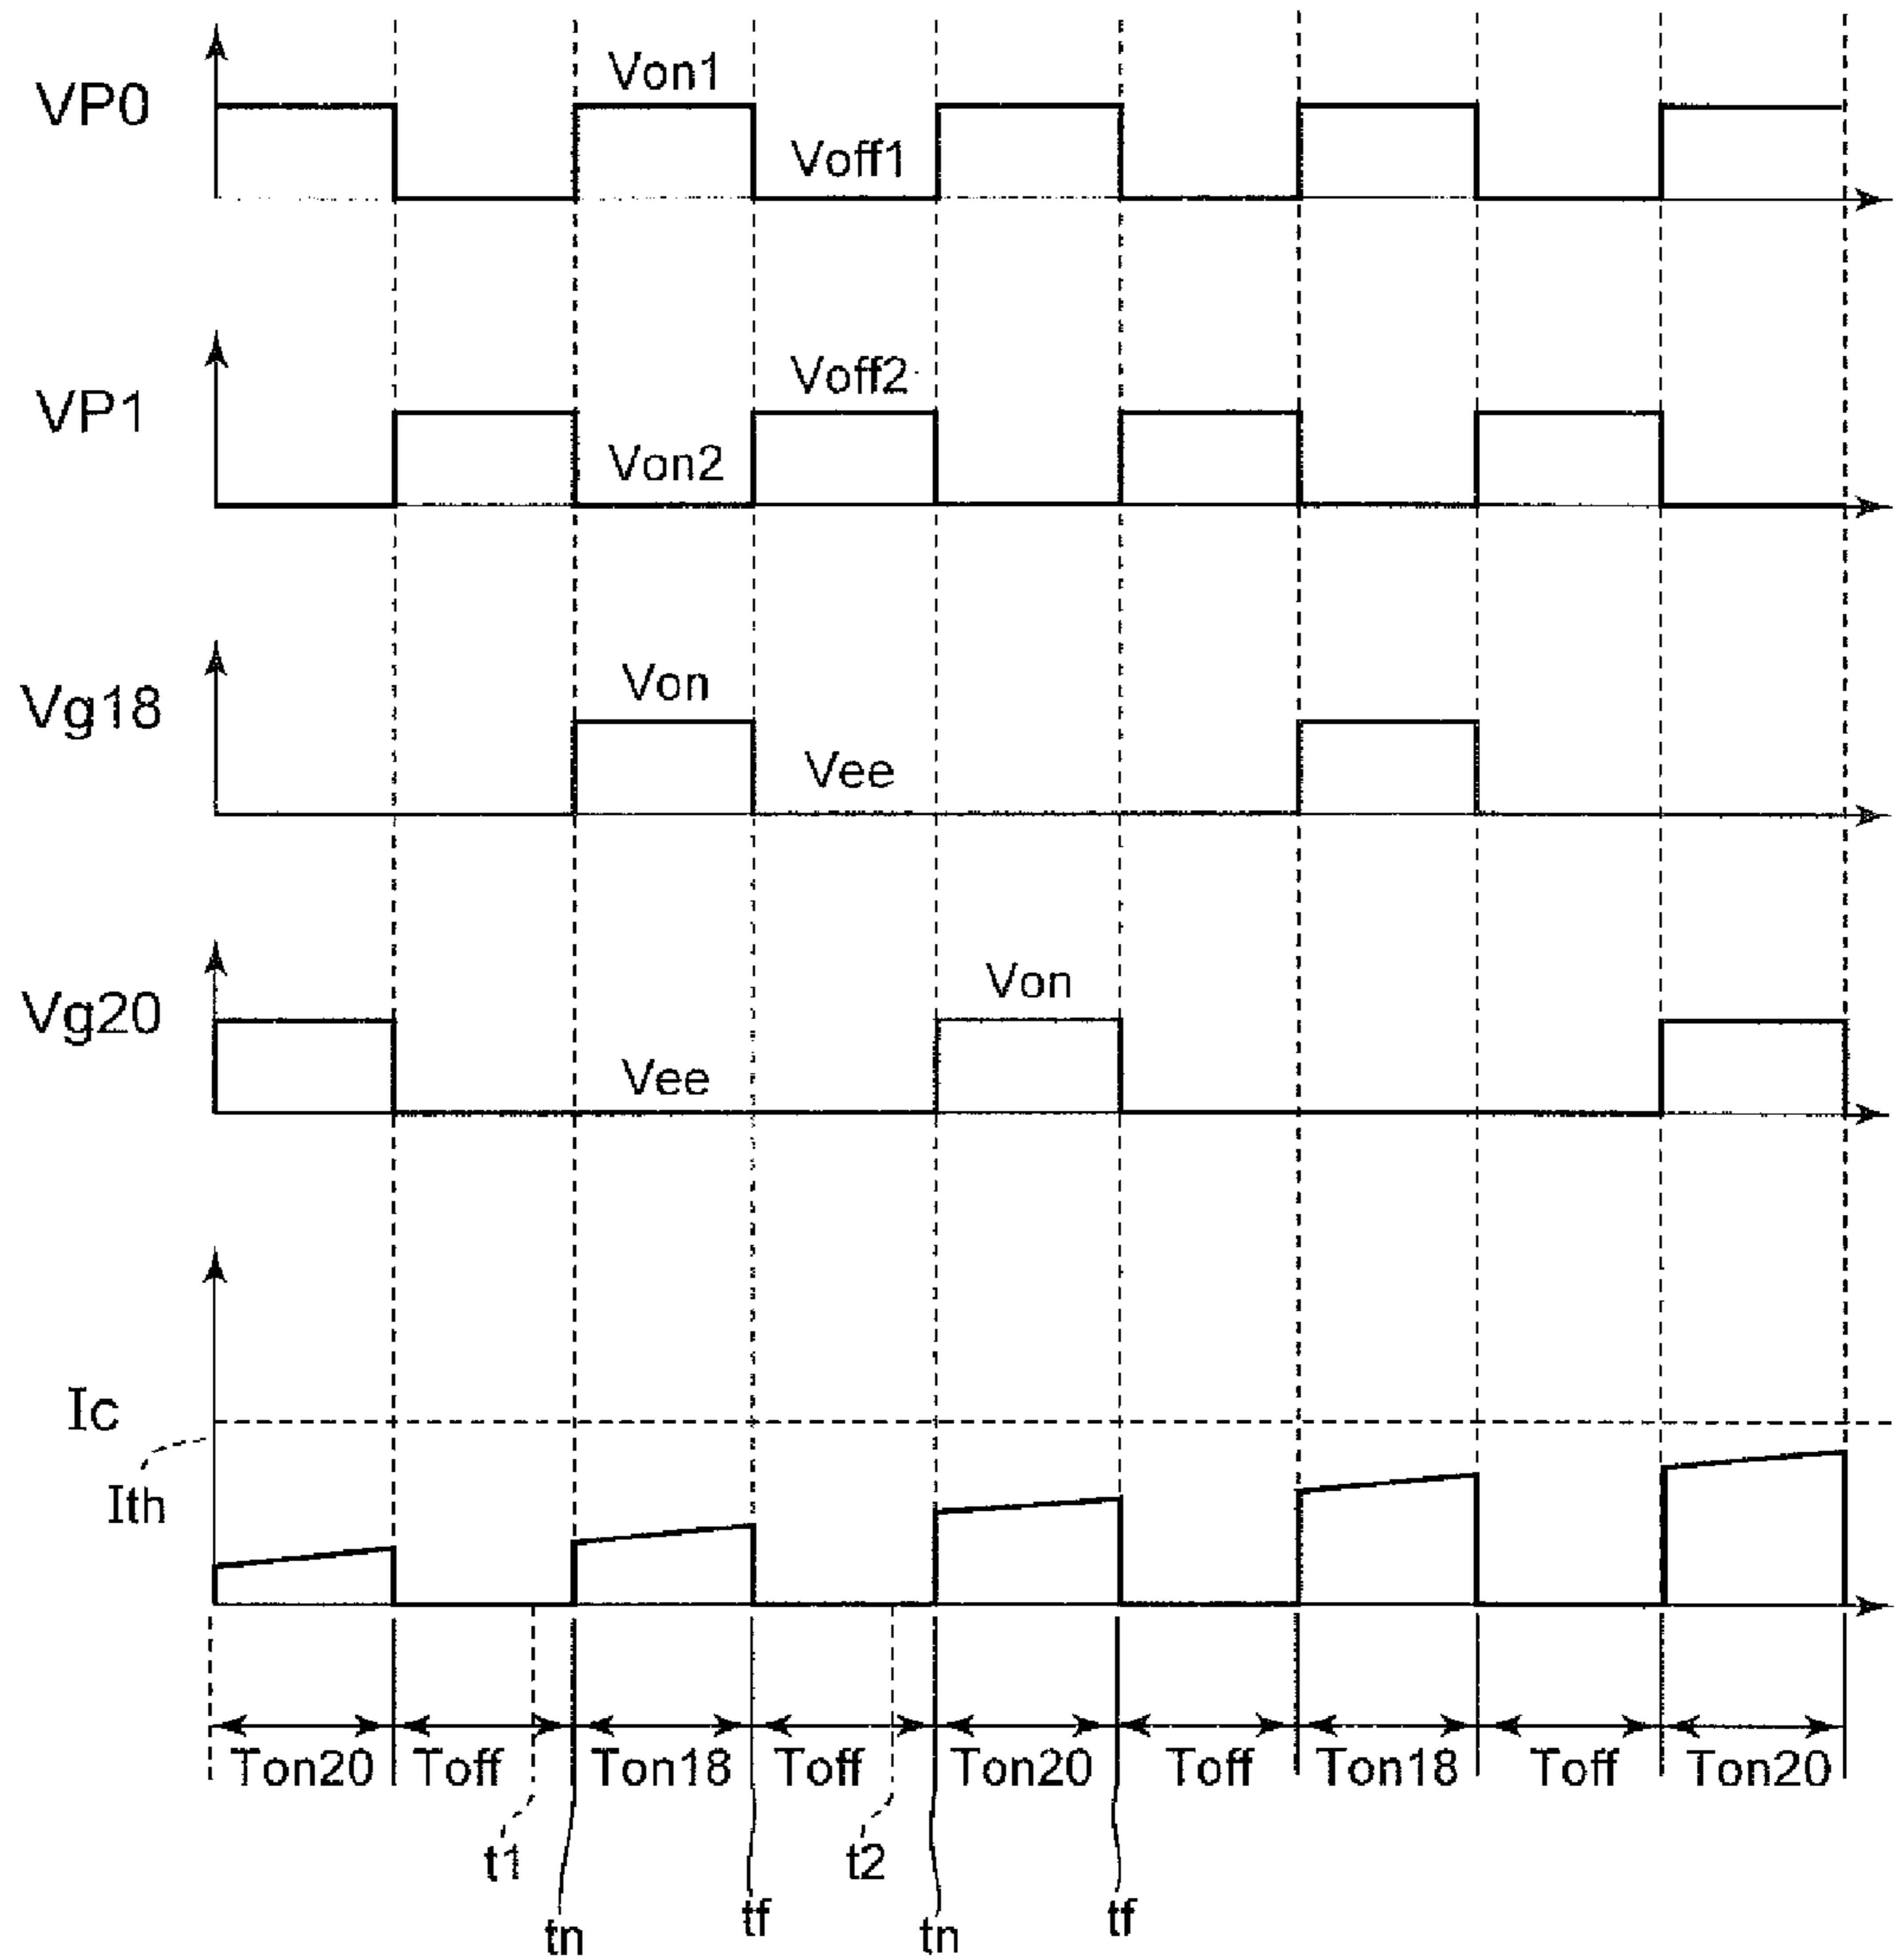 VP0
Von1
Voff1
VP1
Voff2
Von2
Vg18
Von
Vee
Vg20
Von
Vee
Ic
Ith
Ton20 Toff Ton18 Toff Ton20 Toff Ton18 Toff Ton20
t1 t2
tn tf tn tf